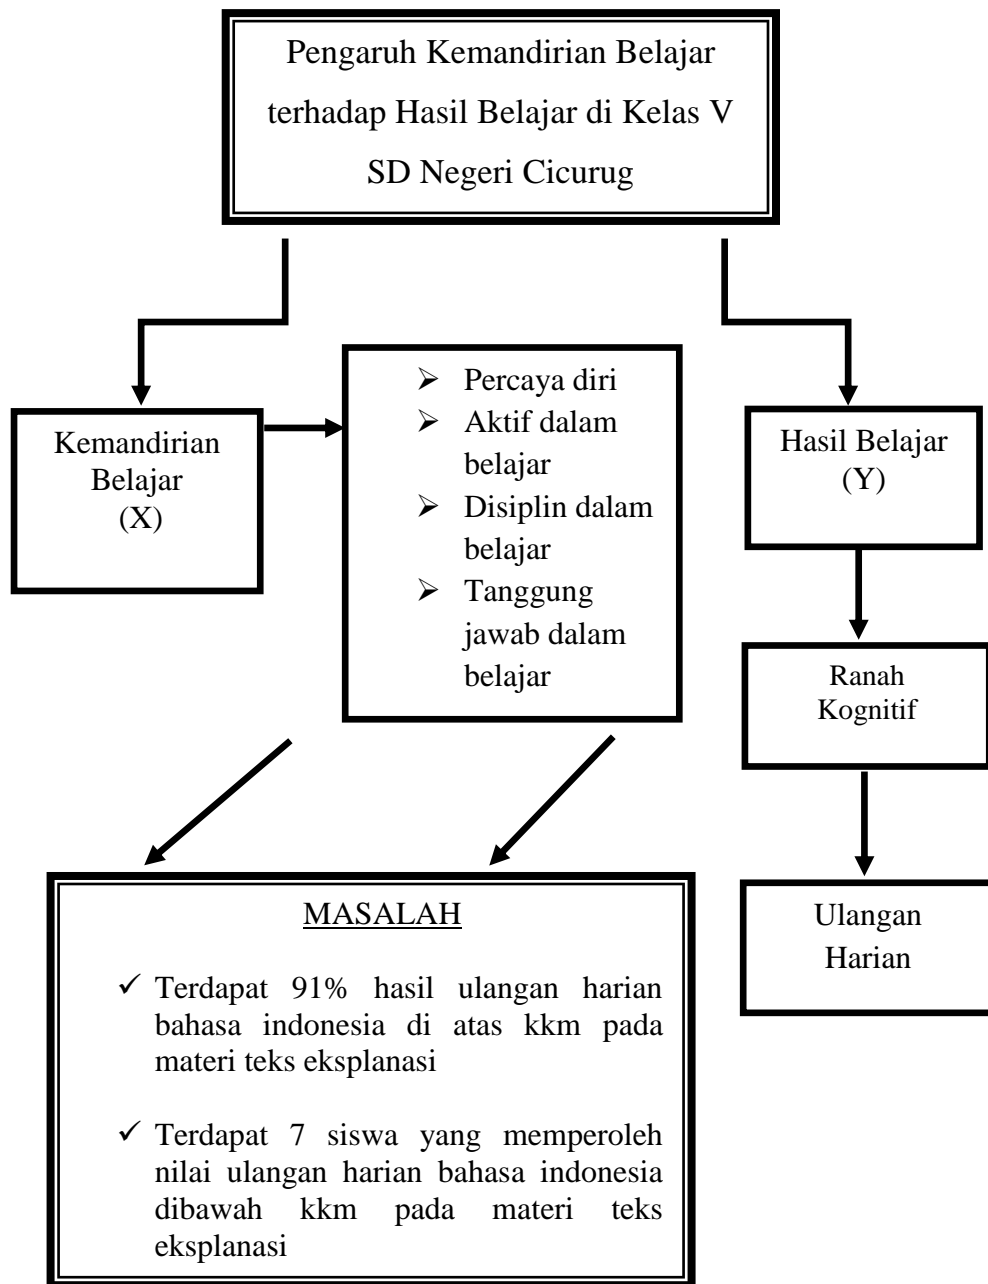 Pengaruh Kemandirian Belajar
terhadap Hasil Belajar di Kelas V
SD Negeri Cicurug
Kemandirian
Belajar
(X)
➢ Percaya diri
➢ Aktif dalam
belajar
➢ Disiplin dalam
belajar
➢ Tanggung
jawab dalam
belajar
Hasil Belajar
(Y)
Ranah
Kognitif
Ulangan
Harian
MASALAH
✓ Terdapat 91% hasil ulangan harian
bahasa indonesia di atas kkm pada
materi teks eksplanasi
✓ Terdapat 7 siswa yang memperoleh
nilai ulangan harian bahasa indonesia
dibawah kkm pada materi teks
eksplanasi